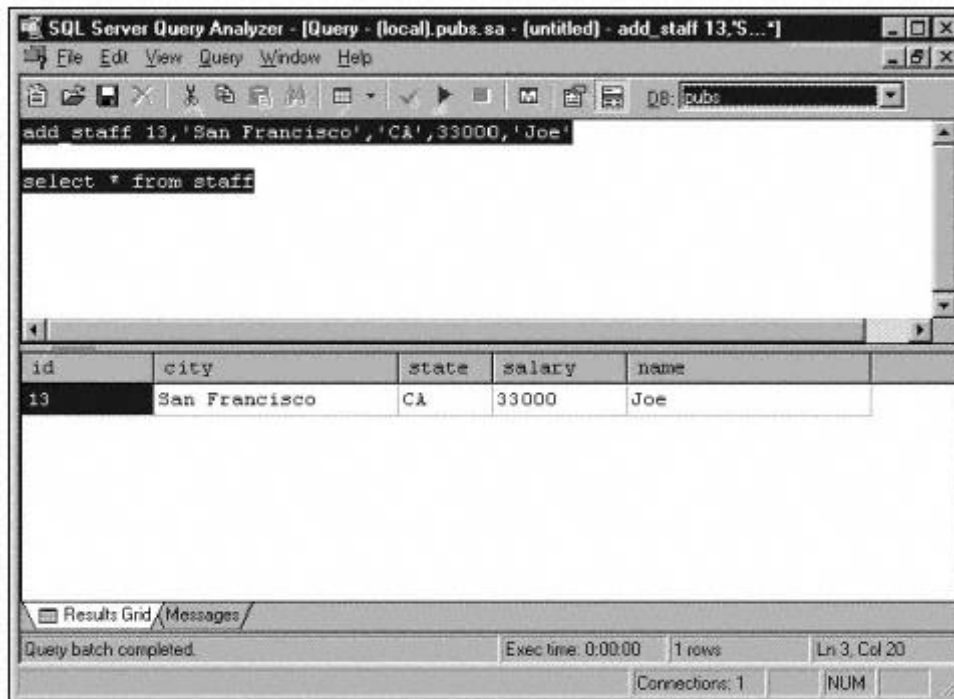 SQL Server Query Analyzer - [Query - (local).pubs.sa - (untitled) - add_staff 13,'S...*]
File Edit View Query Window Help
DB: pubs
add_staff 13,'San Francisco','CA',33000,'Joe'
select * from staff
id city state salary name
13 San Francisco CA 33000 Joe
Results Grid Messages
Query batch completed. Exec time: 0:00:00 1 rows Ln 3, Col 20
Connections: 1 NUM